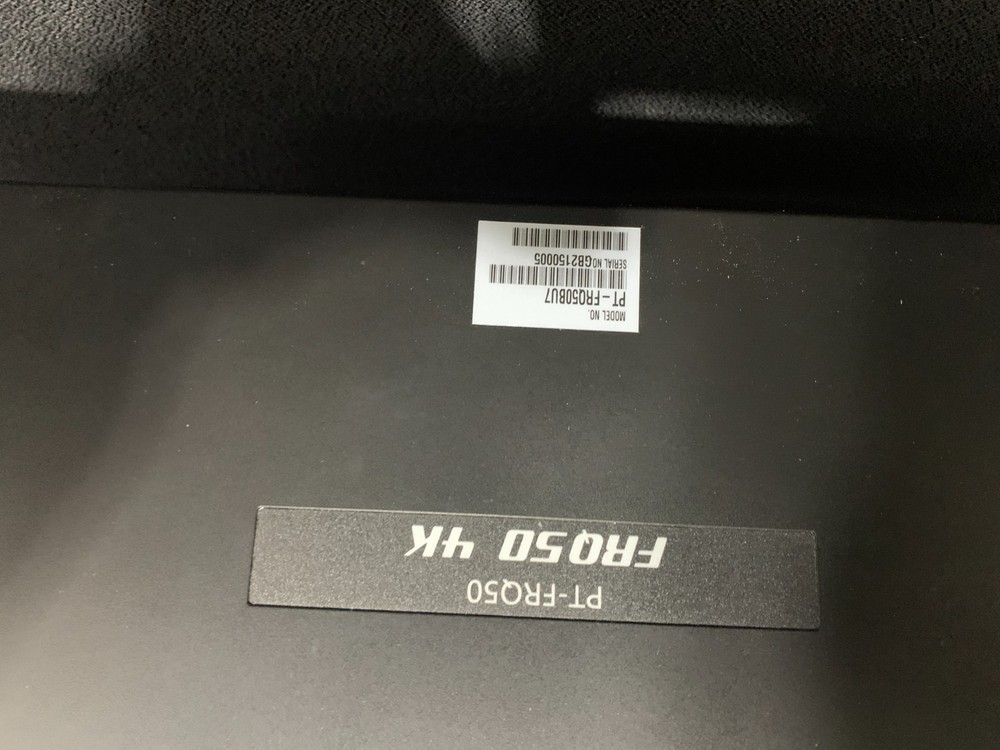 PT-FRQ50
FRQ50 4K
MODEL NO.
PT-FRQ50BU7
SERIAL NO GB2150005